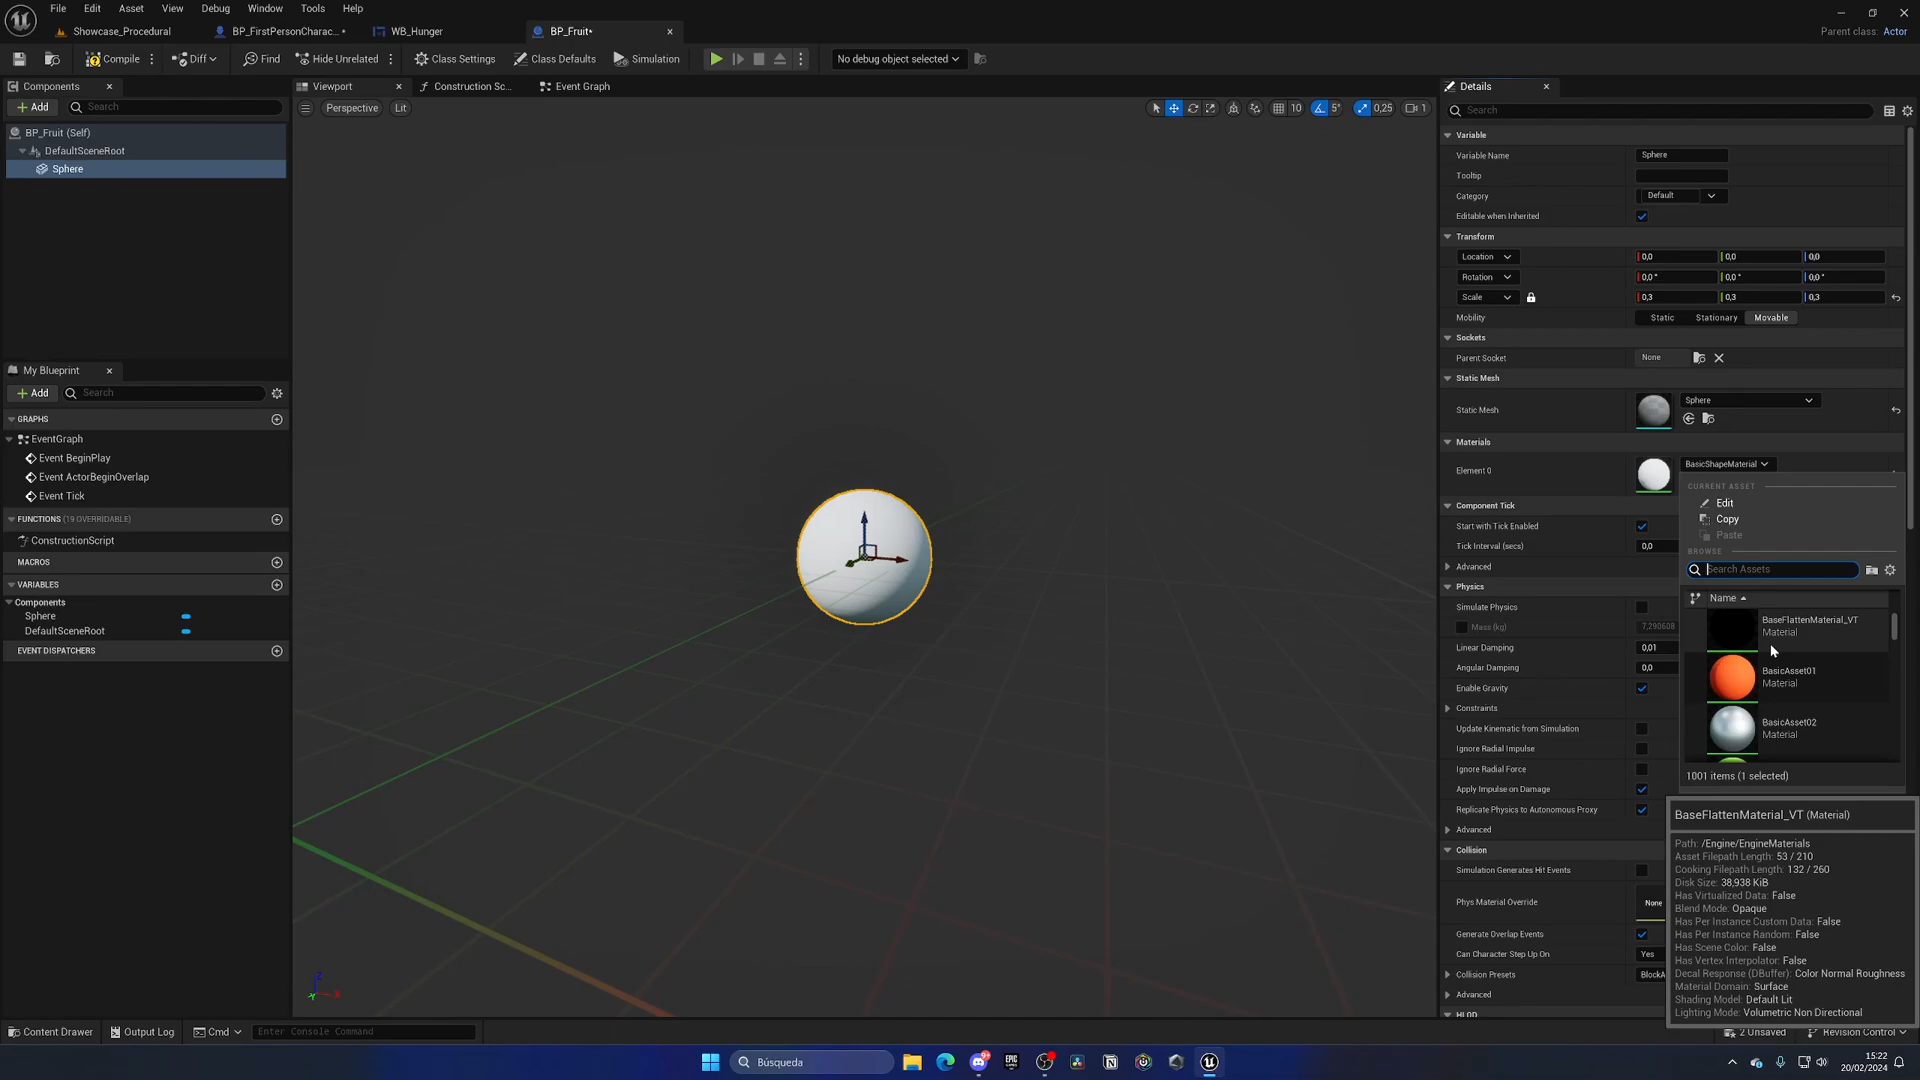 File Edit Asset View Debug Window Tools Help
Showcase_Procedural BP_FirstPersonCharac...* WB_Hunger BP_Fruit*
Parent class: Actor
Compile Diff Find Hide Unrelated Class Settings Class Defaults Simulation No debug object selected
Components
Add Search
BP_Fruit (Self)
DefaultSceneRoot
Sphere
My Blueprint
Add Search
GRAPHS
EventGraph
Event BeginPlay
Event ActorBeginOverlap
Event Tick
FUNCTIONS (19 OVERRIDABLE)
ConstructionScript
MACROS
VARIABLES
Components
Sphere
DefaultSceneRoot
EVENT DISPATCHERS
Viewport Construction Sc... Event Graph
Perspective Lit 10 5° 0,25 1
Z
Y X
Details
Search
Variable
Variable Name Sphere
Tooltip
Category Default
Editable when Inherited
Transform
Location 0,0 0,0 0,0
Rotation 0,0 ° 0,0 ° 0,0 °
Scale 0,3 0,3 0,3
Mobility Static Stationary Movable
Sockets
Parent Socket None
Static Mesh
Static Mesh Sphere
Materials
Element 0 BasicShapeMaterial
CURRENT ASSET
Edit
Copy
Paste
BROWSE
Search Assets
Name
BaseFlattenMaterial_VT
Material
BasicAsset01
Material
BasicAsset02
Material
1001 items (1 selected)
Component Tick
Start with Tick Enabled
Tick Interval (secs) 0,0
Advanced
Physics
Simulate Physics
Mass (kg) 7,290608
Linear Damping 0,01
Angular Damping 0,0
Enable Gravity
Constraints
Update Kinematic from Simulation
Ignore Radial Impulse
Ignore Radial Force
Apply Impulse on Damage
Replicate Physics to Autonomous Proxy
Advanced
Collision
Simulation Generates Hit Events
Phys Material Override None
Generate Overlap Events
Can Character Step Up On Yes
Collision Presets BlockA
Advanced
HLOD
BaseFlattenMaterial_VT (Material)
Path: /Engine/EngineMaterials
Asset Filepath Length: 53 / 210
Cooking Filepath Length: 132 / 260
Disk Size: 38,938 KiB
Has Virtualized Data: False
Blend Mode: Opaque
Has Per Instance Custom Data: False
Has Per Instance Random: False
Has Scene Color: False
Has Vertex Interpolator: False
Decal Response (DBuffer): Color Normal Roughness
Material Domain: Surface
Shading Model: Default Lit
Lighting Mode: Volumetric Non Directional
Content Drawer Output Log Cmd Enter Console Command 2 Unsaved Revision Control
Búsqueda
15:22
20/02/2024